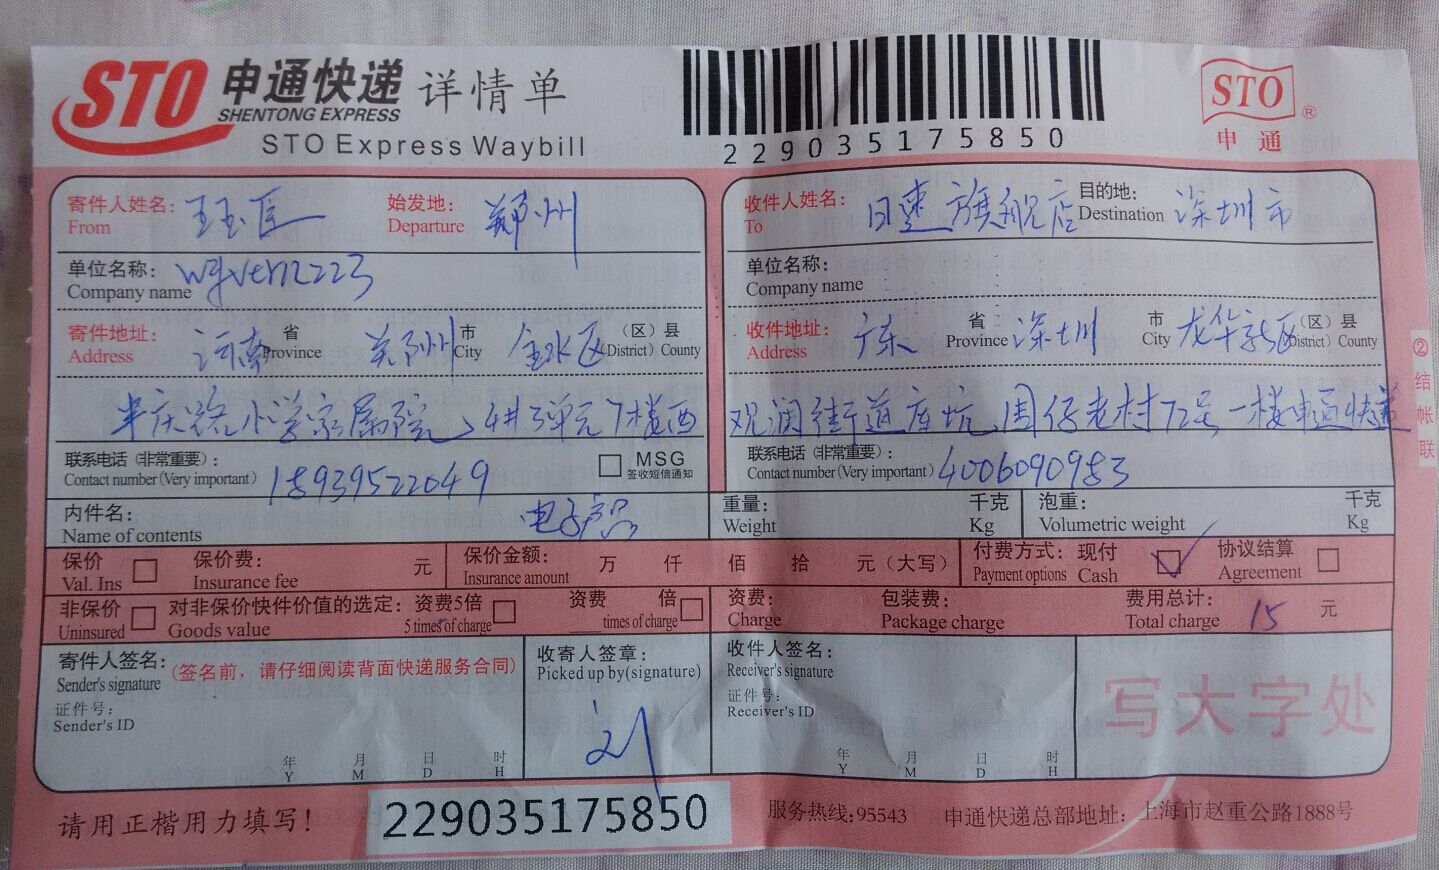 STO 申通快递 详情单
SHENTONG EXPRESS
STO Express Waybill
229035175850
STO
申通
®
寄件人姓名: 始发地: 郑州
From Departure
收件人姓名: 日速旗舰店 目的地: 深圳市
To Destination
单位名称: wyven2223
Company name
单位名称:
Company name
寄件地址: 河南 省 郑州 市 金水区 (区)县
Address Province City (District) County
收件地址: 广东 省 深圳 市 龙华新区 (区)县
Address Province City (District) County
路小学家属院、4#3单元7楼西
观澜街道库坑、围仔老村72号一楼申通快递
联系电话(非常重要): 18939522049
Contact number(Very important)
MSG
签收短信通知
联系电话(非常重要): 4006090983
Contact number(Very important)
内件名: 电子产品
Name of contents
重量: 千克
Weight Kg
泡重: 千克
Volumetric weight Kg
保价 保价费: 元
Val. Ins Insurance fee
保价金额: 万 仟 佰 拾 元(大写)
Insurance amount
付费方式: 现付 协议结算
Payment options Cash Agreement
非保价 对非保价快件价值的选定: 资费5倍 资费 倍
Uninsured Goods value 5 times of charge ___times of charge
资费: 包装费: 费用总计: 15 元
Charge Package charge Total charge
寄件人签名: (签名前，请仔细阅读背面快递服务合同)
Sender's signature
证件号:
Sender's ID
年 月 日 时
Y M D H
收寄人签章:
Picked up by(signature)
刘
收件人签名:
Receiver's signature
证件号:
Receiver's ID
年 月 日 时
Y M D H
写大字处
②结帐联
请用正楷用力填写!
229035175850
服务热线:95543
申通快递总部地址: 上海市赵重公路1888号